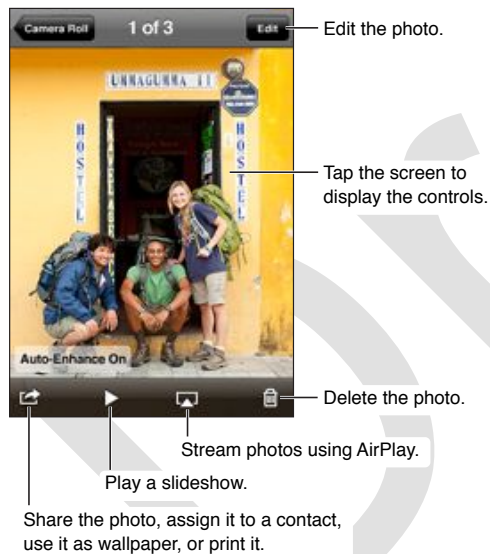 Camera Roll
1 of 3
Edit
Edit the photo.
UMMAGUMMA II
HOSTEL
HOSTEL
Tap the screen to
display the controls.
Auto-Enhance On
Delete the photo.
Stream photos using AirPlay.
Play a slideshow.
Share the photo, assign it to a contact,
use it as wallpaper, or print it.